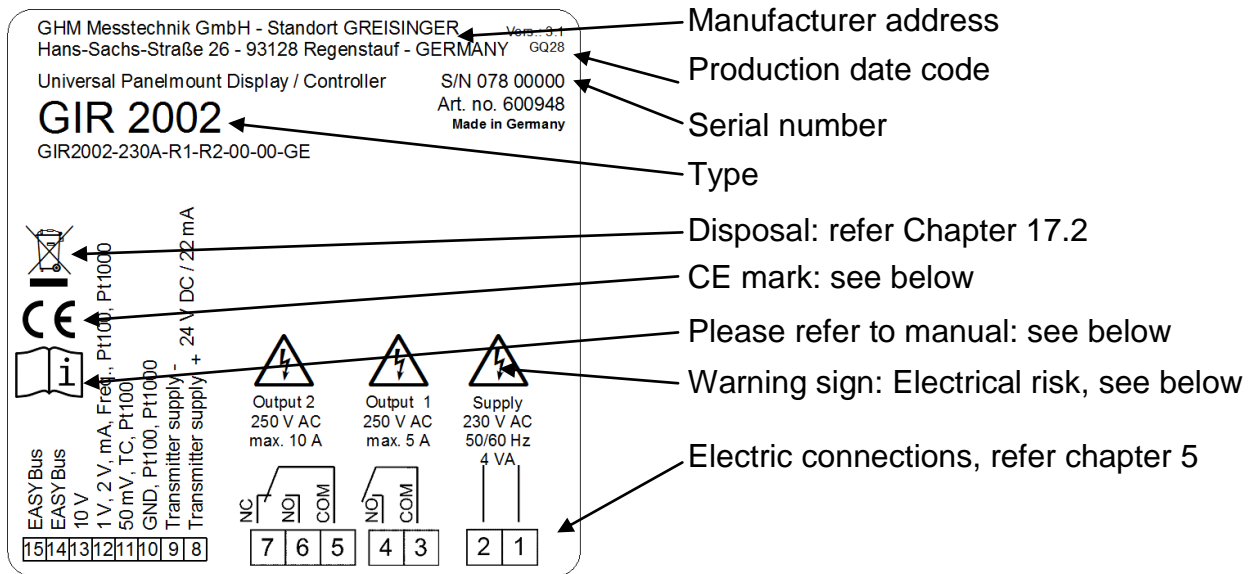 GHM Messtechnik GmbH - Standort GREISINGER
Hans-Sachs-Straße 26 - 93128 Regenstauf - GERMANY
Vers.: 3.1
GQ28
Universal Panelmount Display / Controller
S/N 078 00000
GIR 2002
Art. no. 600948
Made in Germany
GIR2002-230A-R1-R2-00-00-GE
Manufacturer address
Production date code
Serial number
Type
Disposal: refer Chapter 17.2
CE mark: see below
Please refer to manual: see below
Warning sign: Electrical risk, see below
Electric connections, refer chapter 5
CE
i
EASYBus
EASYBus
10 V
1 V, 2 V, mA, Freq., Pt100, Pt1000
50 mV, TC, Pt100
GND, Pt100, Pt1000
Transmitter supply -
Transmitter supply + 24 V DC / 22 mA
15 14 13 12 11 10 9 8
Output 2
250 V AC
max. 10 A
NC NO COM
7 6 5
Output 1
250 V AC
max. 5 A
NO COM
4 3
Supply
230 V AC
50/60 Hz
4 VA
2 1